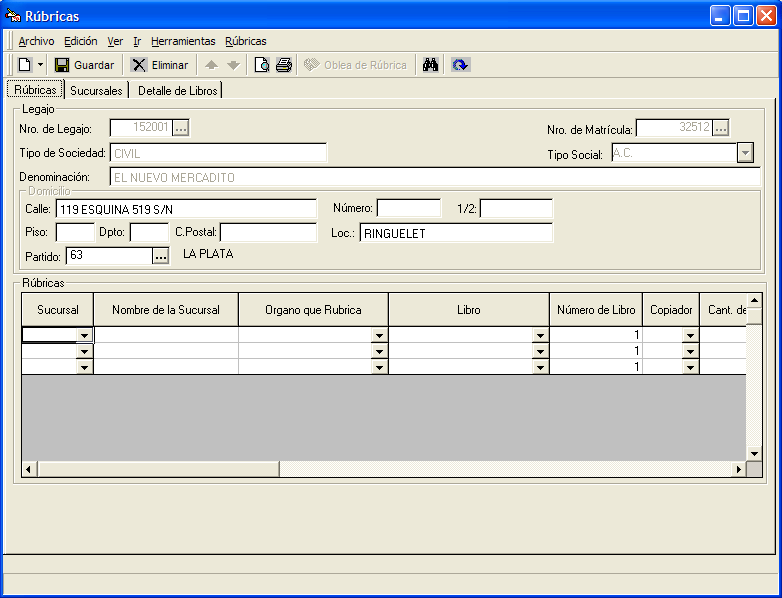 Rúbricas
Archivo Edición Ver Ir Herramientas Rúbricas
Guardar Eliminar Oblea de Rúbrica
Rúbricas Sucursales Detalle de Libros
Legajo
Nro. de Legajo: 152001 ... Nro. de Matrícula: 32512 ...
Tipo de Sociedad: CIVIL Tipo Social: A.C.
Denominación: EL NUEVO MERCADITO
Domicilio
Calle: 119 ESQUINA 519 S/N Número: 1/2:
Piso: Dpto: C.Postal: Loc.: RINGUELET
Partido: 63 ... LA PLATA
Rúbricas
Sucursal Nombre de la Sucursal Organo que Rubrica Libro Número de Libro Copiador Cant. de
1
1
1